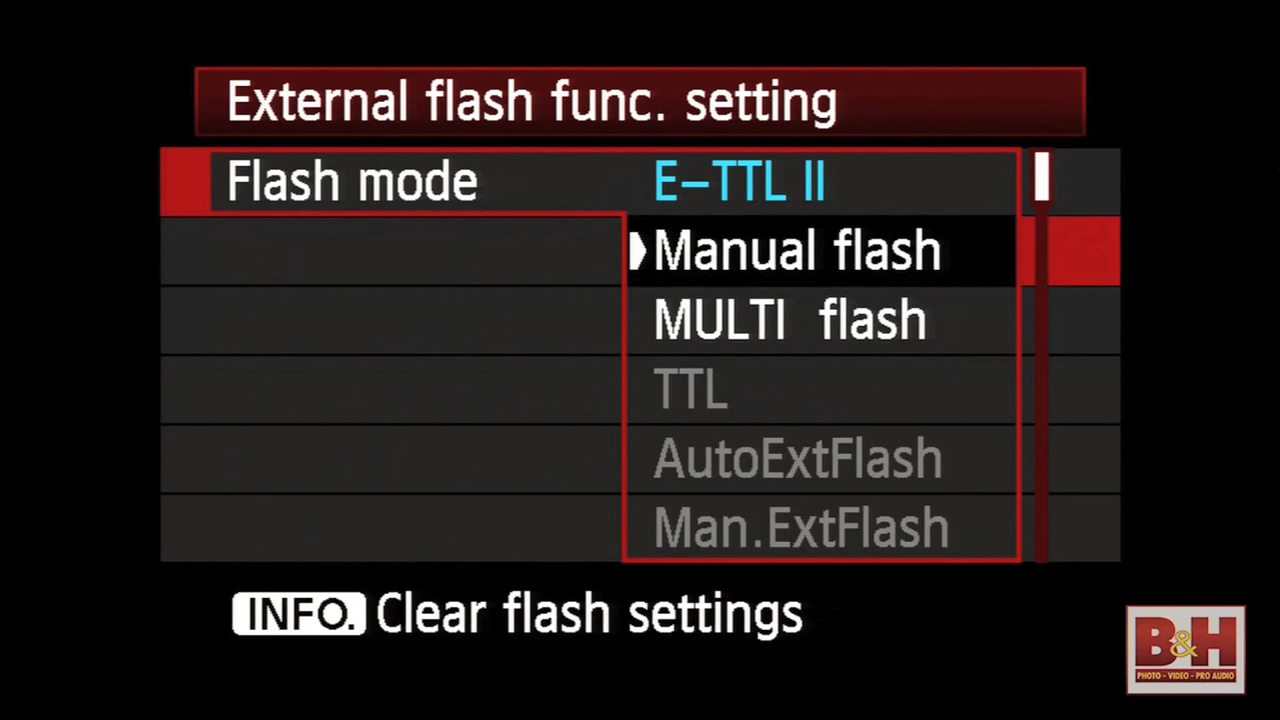 External flash func. setting
Flash mode E-TTL II
Manual flash
MULTI flash
TTL
AutoExtFlash
Man.ExtFlash
INFO. Clear flash settings
B&H
PHOTO - VIDEO - PRO AUDIO